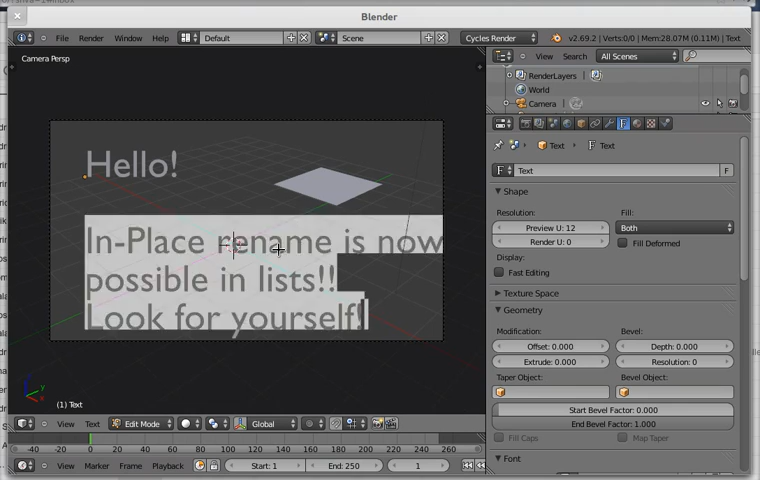 Blender
File Render Window Help Default Scene Cycles Render v2.69.2 | Verts:0/0 | Mem:28.07M (0.11M) | Text
Camera Persp
View Search All Scenes
RenderLayers
World
Camera
Text Text
F Text F
Shape
Resolution: Fill:
Preview U: 12 Both
Render U: 0 Fill Deformed
Display:
Fast Editing
Texture Space
Geometry
Modification: Bevel:
Offset: 0.000 Depth: 0.000
Extrude: 0.000 Resolution: 0
Taper Object: Bevel Object:
Start Bevel Factor: 0.000
End Bevel Factor: 1.000
Fill Caps Map Taper
Font
Hello!
In-Place rename is now
possible in lists!!
Look for yourself!
(1) Text
View Text Edit Mode Global
-40 -20 0 20 40 60 80 100 120 140 160 180 200 220 240 260
View Marker Frame Playback Start: 1 End: 250 1